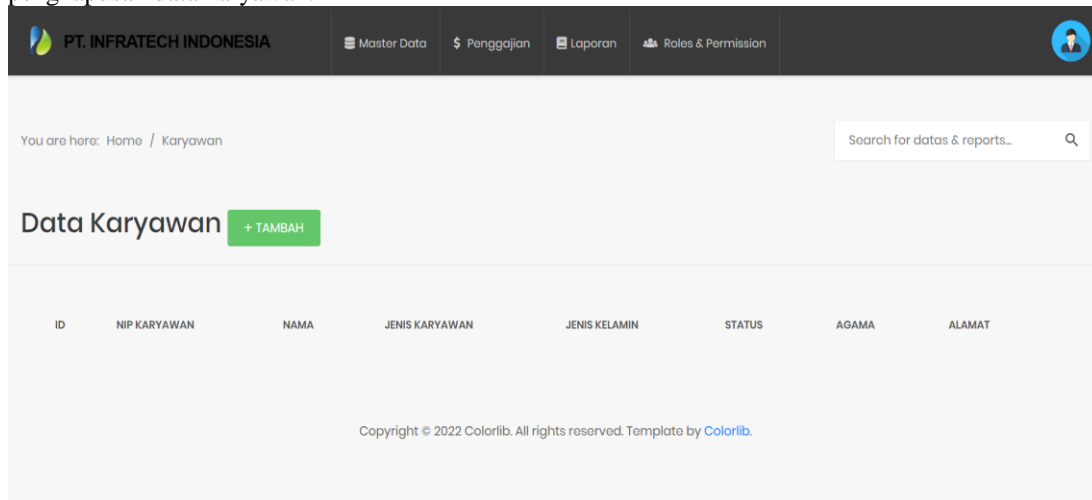 PT. INFRATECH INDONESIA Master Data $ Penggajian Laporan Roles & Permission
You are here: Home / Karyawan Search for datas & reports...
Data Karyawan + TAMBAH
ID NIP KARYAWAN NAMA JENIS KARYAWAN JENIS KELAMIN STATUS AGAMA ALAMAT
Copyright © 2022 Colorlib. All rights reserved. Template by Colorlib.